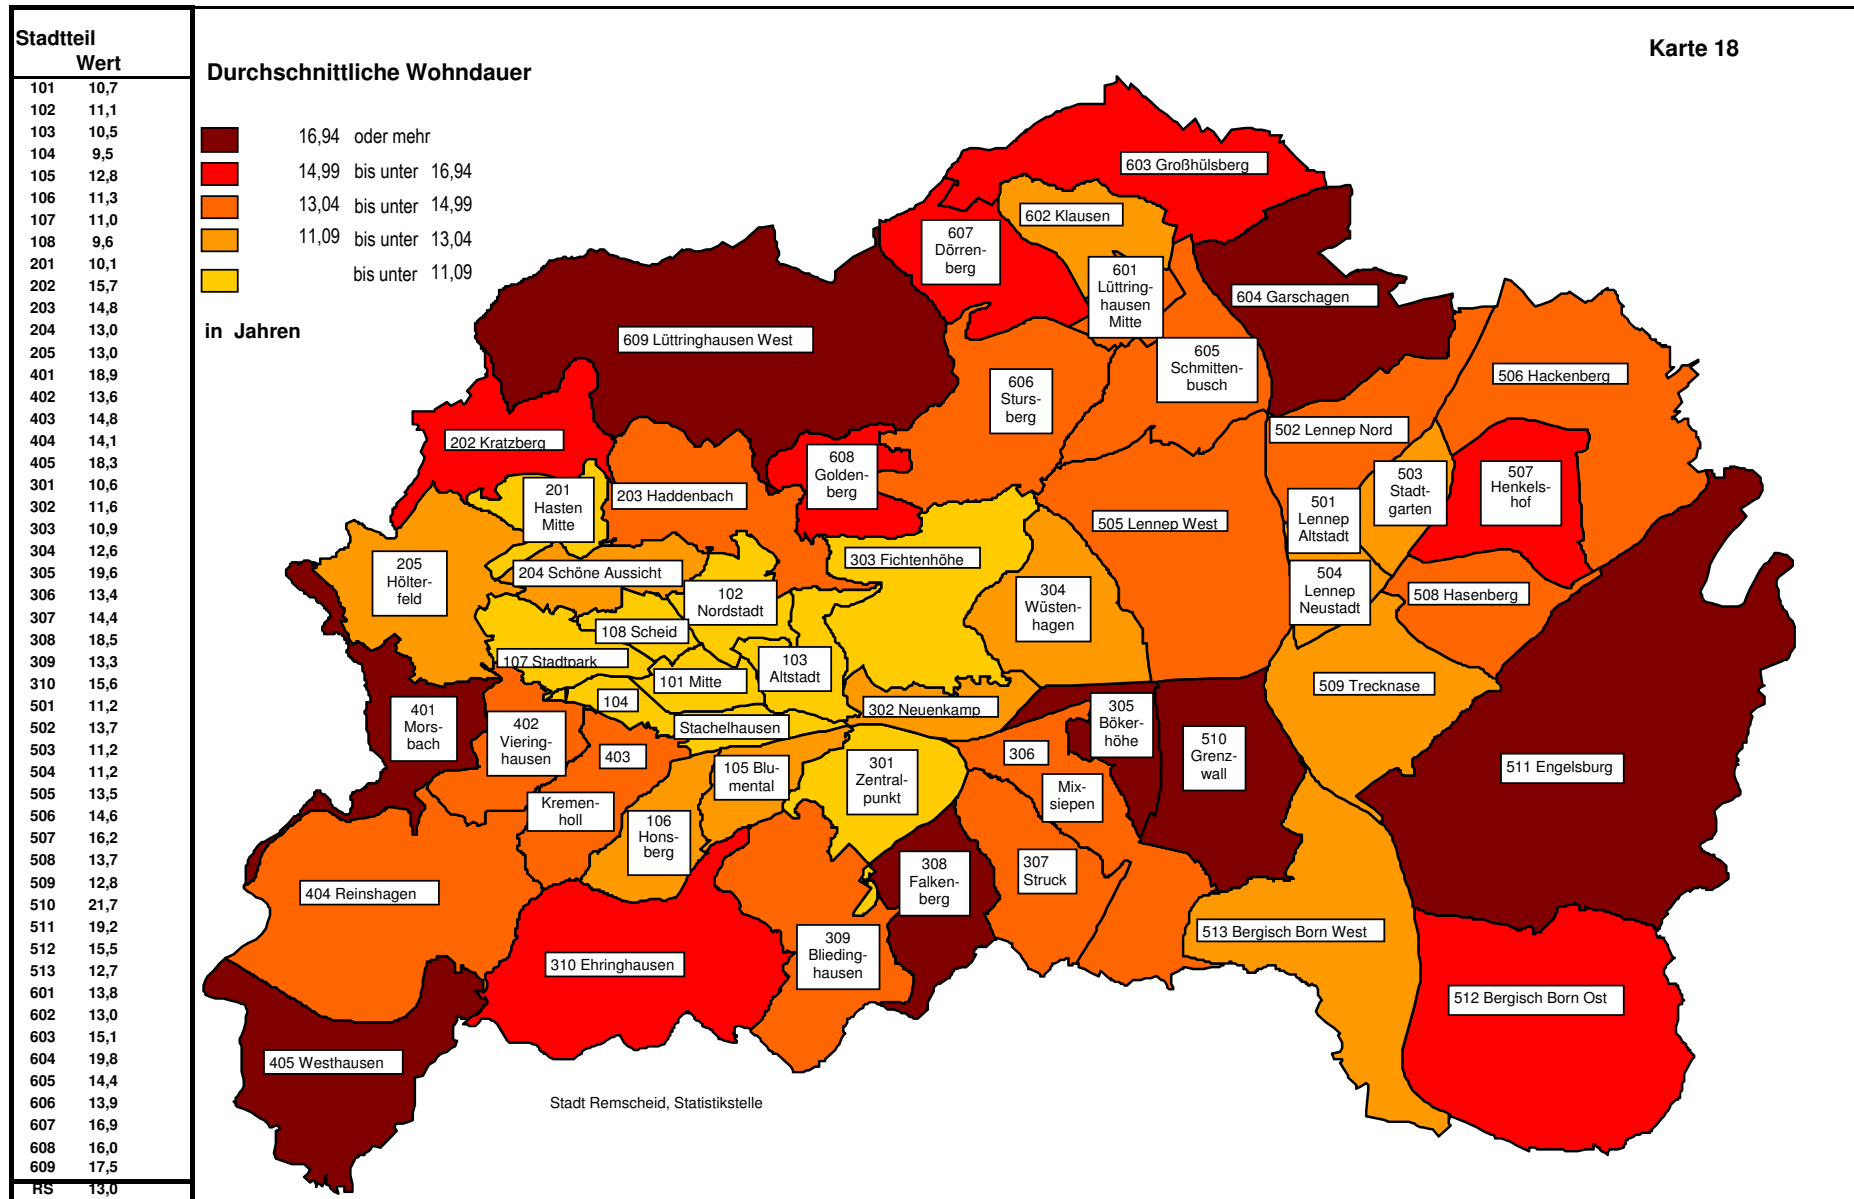 Stadtteil
Wert
101 10,7
102 11,1
103 10,5
104 9,5
105 12,8
106 11,3
107 11,0
108 9,6
201 10,1
202 15,7
203 14,8
204 13,0
205 13,0
401 18,9
402 13,6
403 14,8
404 14,1
405 18,3
301 10,6
302 11,6
303 10,9
304 12,6
305 19,6
306 13,4
307 14,4
308 18,5
309 13,3
310 15,6
501 11,2
502 13,7
503 11,2
504 11,2
505 13,5
506 14,6
507 16,2
508 13,7
509 12,8
510 21,7
511 19,2
512 15,5
513 12,7
601 13,8
602 13,0
603 15,1
604 19,8
605 14,4
606 13,9
607 16,9
608 16,0
609 17,5
RS 13,0
Karte 18
Durchschnittliche Wohndauer
16,94 oder mehr
14,99 bis unter 16,94
13,04 bis unter 14,99
11,09 bis unter 13,04
bis unter 11,09
in Jahren
603 Großhülsberg
602 Klausen
607
Dörren-
berg
601
Lüttring-
hausen
Mitte
604 Garschagen
609 Lüttringhausen West
605
Schmitten-
busch
606
Sturs-
berg
506 Hackenberg
502 Lennep Nord
202 Kratzberg
608
Golden-
berg
503
Stadt-
garten
507
Henkels-
hof
201
Hasten
Mitte
203 Haddenbach
501
Lennep
Altstadt
505 Lennep West
303 Fichtenhöhe
205
Hölter-
feld
204 Schöne Aussicht
102
Nordstadt
304
Wüsten-
hagen
504
Lennep
Neustadt
508 Hasenberg
108 Scheid
107 Stadtpark
103
Altstadt
101 Mitte
509 Trecknase
104
Stachelhausen
302 Neuenkamp
401
Mors-
bach
402
Viering-
hausen
305
Böker-
höhe
510
Grenz-
wall
403
105 Blu-
mental
301
Zentral-
punkt
306
511 Engelsburg
Mix-
siepen
Kremen-
holl
106
Hons-
berg
308
Falken-
berg
307
Struck
404 Reinshagen
513 Bergisch Born West
309
Blieding-
hausen
310 Ehringhausen
512 Bergisch Born Ost
405 Westhausen
Stadt Remscheid, Statistikstelle